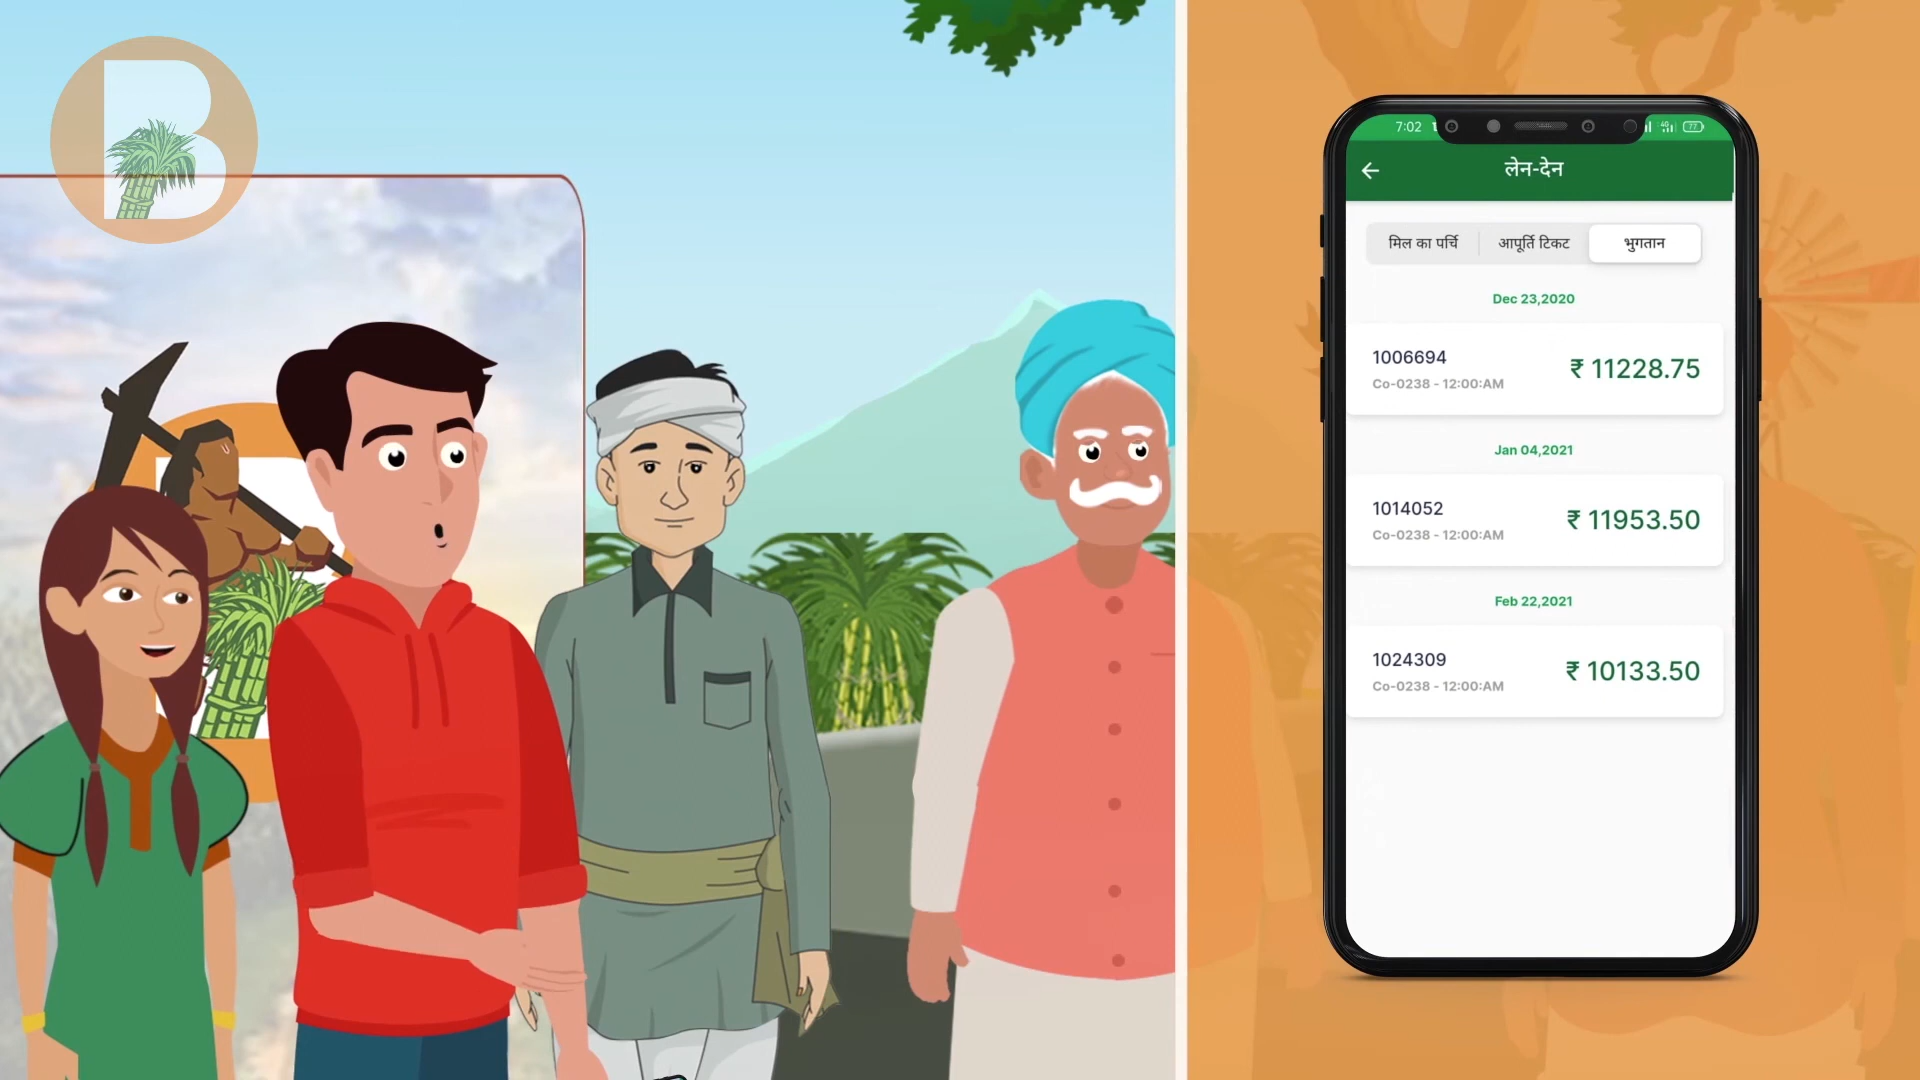 B
7:02
लेन-देन
मिल का पर्चि
आपूर्ति टिकट
भुगतान
Dec 23,2020
1006694
₹ 11228.75
Co-0238 - 12:00:AM
Jan 04,2021
1014052
₹ 11953.50
Co-0238 - 12:00:AM
Feb 22,2021
1024309
₹ 10133.50
Co-0238 - 12:00:AM